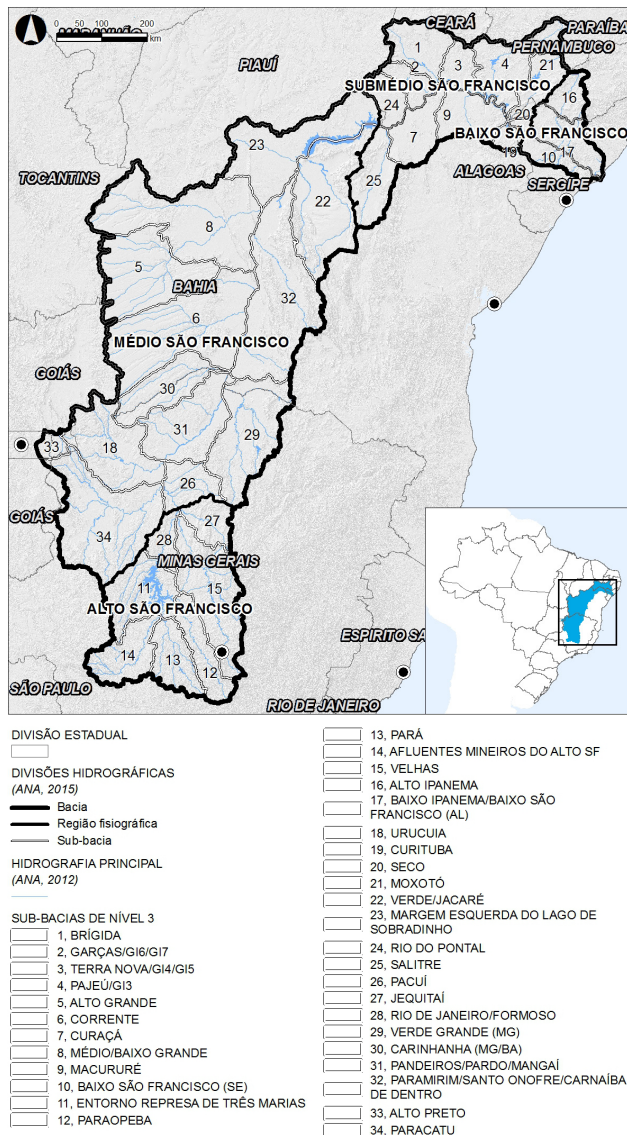 MARANHÃO
0 50 100 200
km
CEARÁ
PARAÍBA
PIAUÍ
PERNAMBUCO
1
2
3
4
21
SUBMÉDIO SÃO FRANCISCO
24
16
20
9
7
BAIXO SÃO FRANCISCO
23
19
10
17
ALAGOAS
TOCANTINS
25
SERGIPE
22
8
5
BAHIA
32
6
MÉDIO SÃO FRANCISCO
GOIÁS
30
31
29
33
18
26
GOIÁS
27
34
28
MINAS GERAIS
11
15
ALTO SÃO FRANCISCO
ESPIRITO SA
14
13
12
SÃO PAULO
RIO DE JANEIRO
DIVISÃO ESTADUAL
DIVISÕES HIDROGRÁFICAS
(ANA, 2015)
Bacia
Região fisiográfica
Sub-bacia
HIDROGRAFIA PRINCIPAL
(ANA, 2012)
SUB-BACIAS DE NÍVEL 3
1, BRÍGIDA
2, GARÇAS/GI6/GI7
3, TERRA NOVA/GI4/GI5
4, PAJEÚ/GI3
5, ALTO GRANDE
6, CORRENTE
7, CURAÇÁ
8, MÉDIO/BAIXO GRANDE
9, MACURURÉ
10, BAIXO SÃO FRANCISCO (SE)
11, ENTORNO REPRESA DE TRÊS MARIAS
12, PARAOPEBA
13, PARÁ
14, AFLUENTES MINEIROS DO ALTO SF
15, VELHAS
16, ALTO IPANEMA
17, BAIXO IPANEMA/BAIXO SÃO
FRANCISCO (AL)
18, URUCUIA
19, CURITUBA
20, SECO
21, MOXOTÓ
22, VERDE/JACARÉ
23, MARGEM ESQUERDA DO LAGO DE
SOBRADINHO
24, RIO DO PONTAL
25, SALITRE
26, PACUÍ
27, JEQUITAÍ
28, RIO DE JANEIRO/FORMOSO
29, VERDE GRANDE (MG)
30, CARINHANHA (MG/BA)
31, PANDEIROS/PARDO/MANGAÍ
32, PARAMIRIM/SANTO ONOFRE/CARNAÍBA
DE DENTRO
33, ALTO PRETO
34, PARACATU